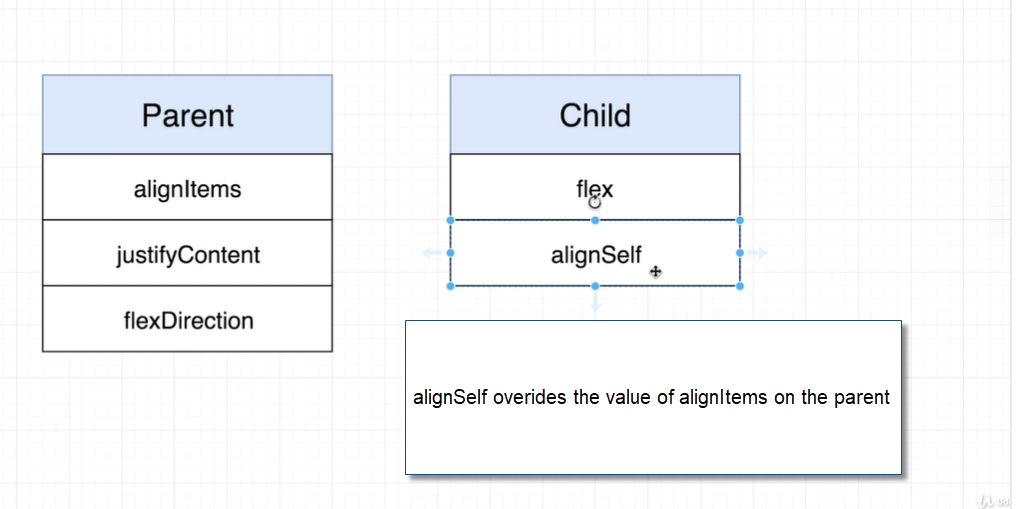 Parent
alignItems
justifyContent
flexDirection
Child
flex
alignSelf
alignSelf overides the value of alignItems on the parent